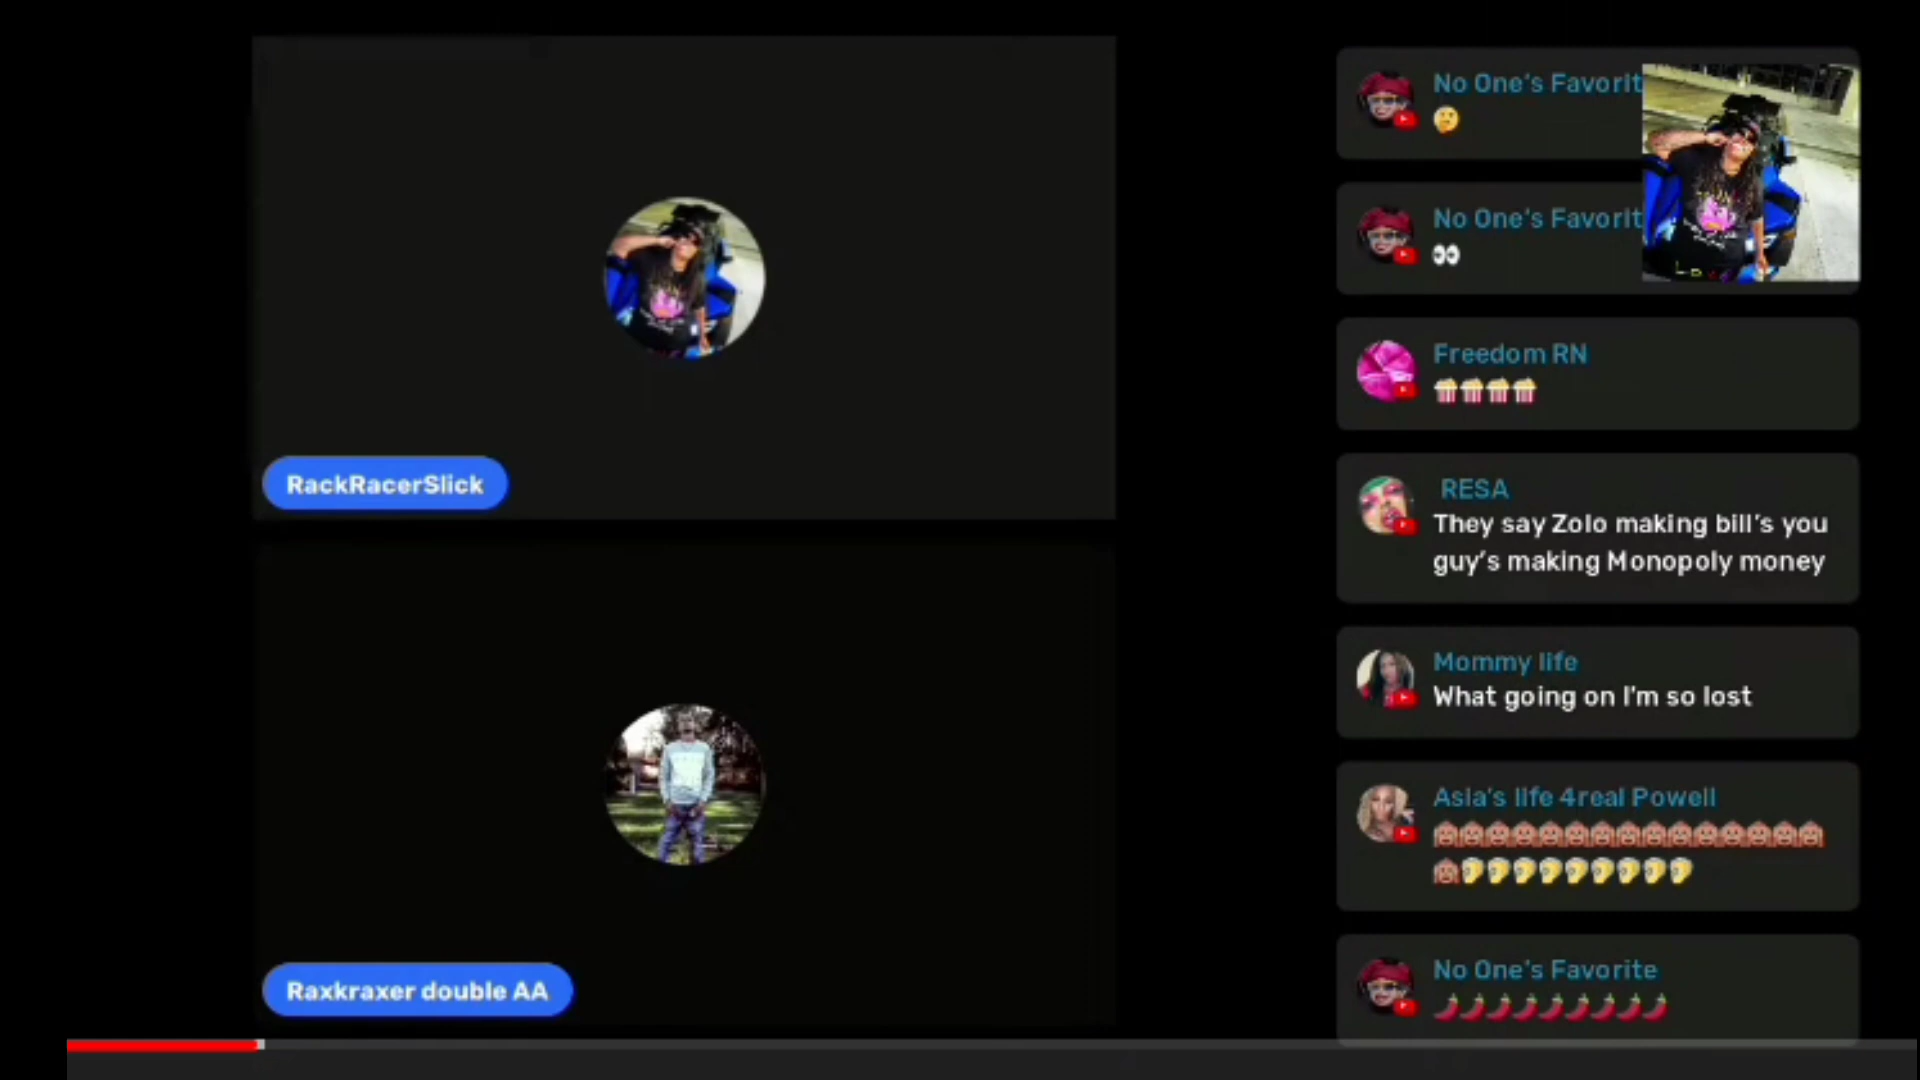 RackRacerSlick
Raxkraxer double AA
No One's Favorit
🤔
No One's Favorit
👀
Freedom RN
🍿🍿🍿🍿
RESA
They say Zolo making bill's you
guy's making Monopoly money
Mommy life
What going on I'm so lost
Asia's life 4real Powell
No One's Favorite
🌶🌶🌶🌶🌶🌶🌶🌶🌶